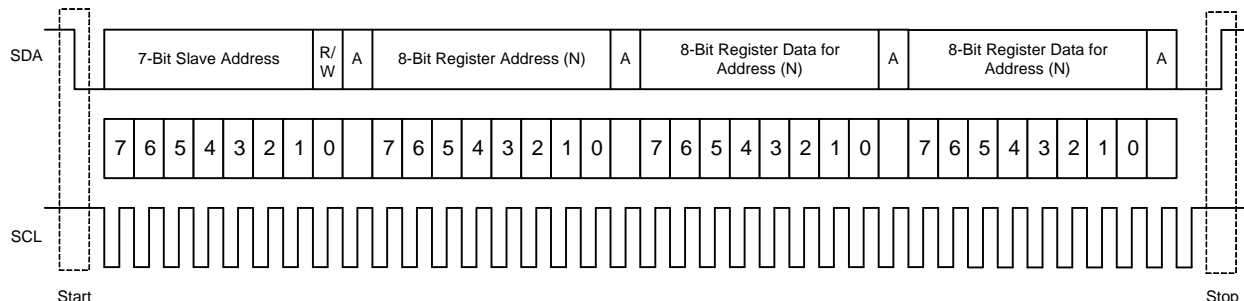 SDA
7-Bit Slave Address
R/
W
A
8-Bit Register Address (N)
A
8-Bit Register Data for
Address (N)
A
8-Bit Register Data for
Address (N)
A
7 6 5 4 3 2 1 0 7 6 5 4 3 2 1 0 7 6 5 4 3 2 1 0 7 6 5 4 3 2 1 0
SCL
Start
Stop